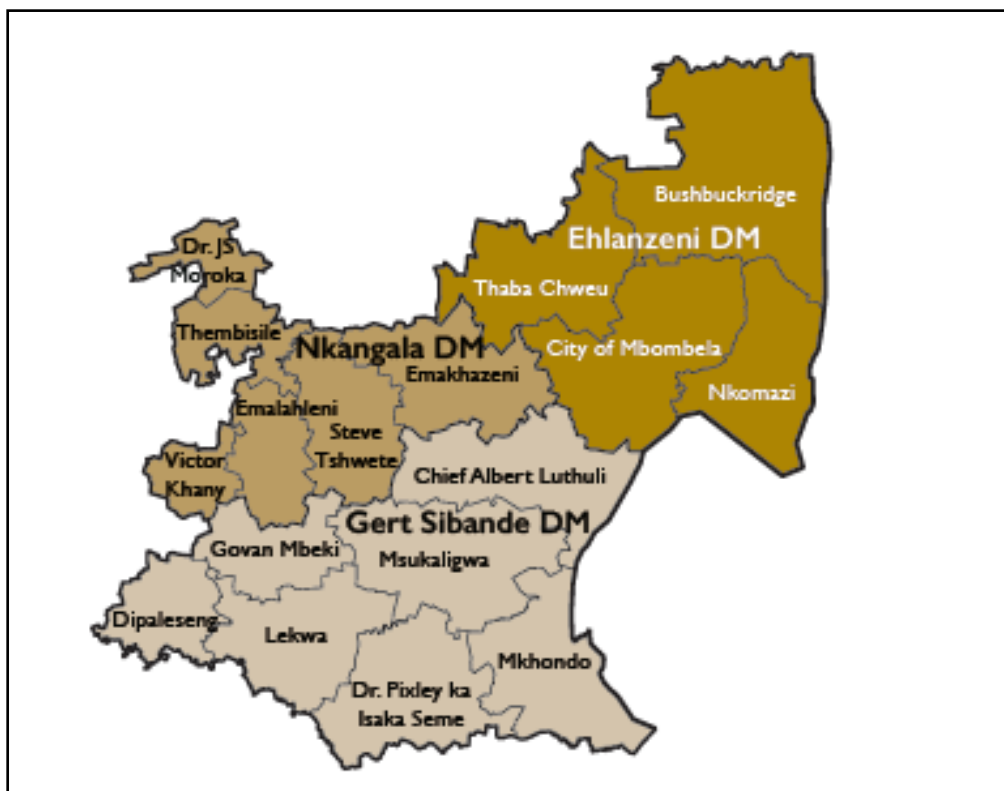 Bushbuckridge
Ehlanzeni DM
Dr. JS
Moroka
Thaba Chweu
Thembisile
Nkangala DM
City of Mbombela
Emakhazeni
Nkomazi
Emalahleni
Steve
Tshwete
Victor
Khany
Chief Albert Luthuli
Gert Sibande DM
Govan Mbeki
Msukaligwa
Dipaleseng
Lekwa
Mkhondo
Dr. Pixley ka
Isaka Seme